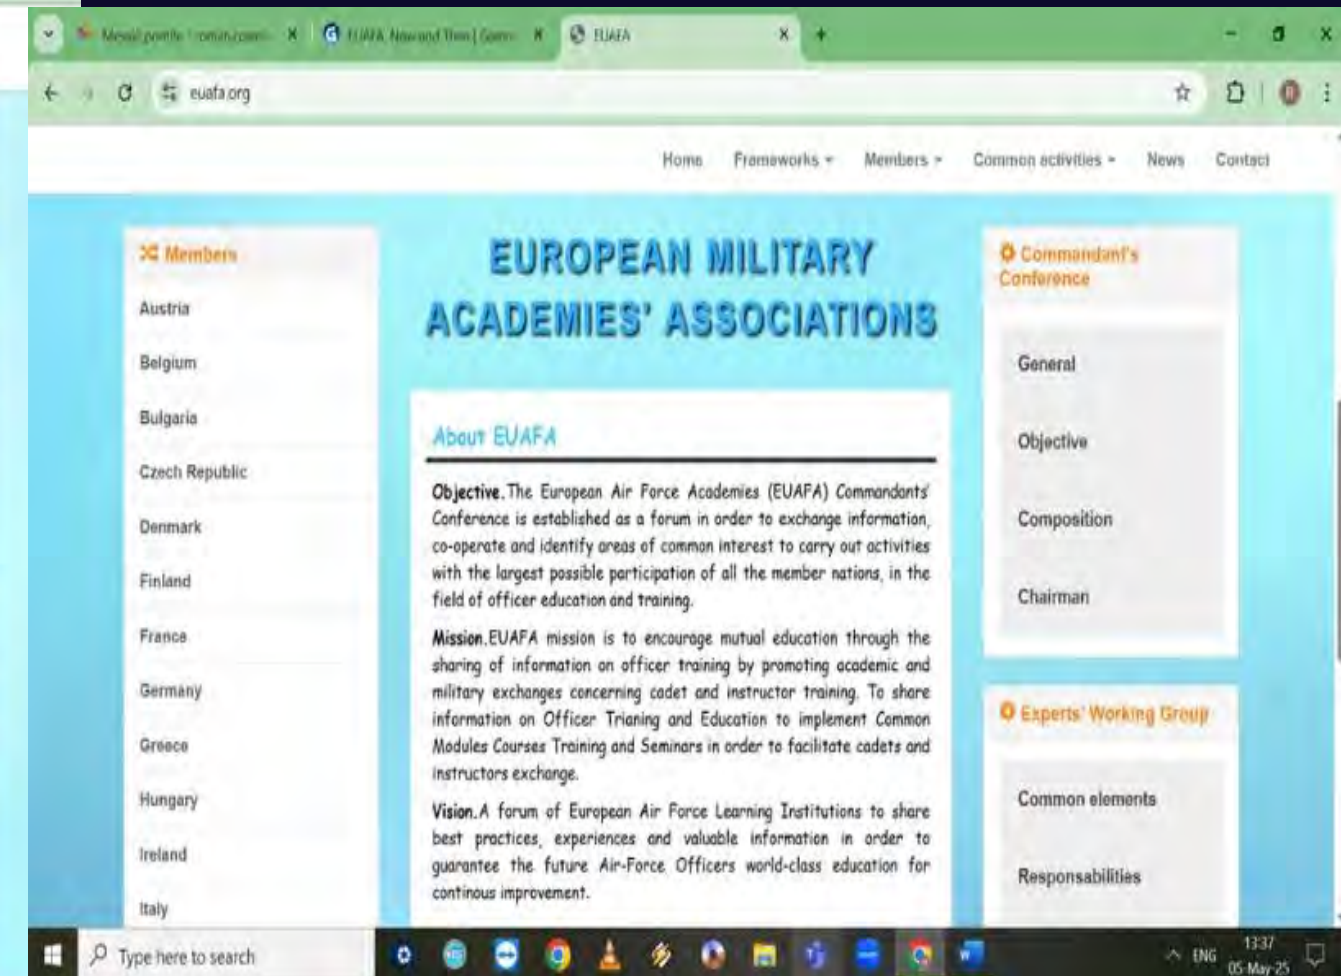 EUAFA
euafa.org
Home Frameworks Members Common activities News Contact
Members
Austria
Belgium
Bulgaria
Czech Republic
Denmark
Finland
France
Germany
Greece
Hungary
Ireland
Italy
EUROPEAN MILITARY
ACADEMIES' ASSOCIATIONS
About EUAFA
Objective.The European Air Force Academies (EUAFA) Commandants'
Conference is established as a forum in order to exchange information,
co-operate and identify areas of common interest to carry out activities
with the largest possible participation of all the member nations, in the
field of officer education and training.
Mission.EUAFA mission is to encourage mutual education through the
sharing of information on officer training by promoting academic and
military exchanges concerning cadet and instructor training. To share
information on Officer Trianing and Education to implement Common
Modules Courses Training and Seminars in order to facilitate cadets and
instructors exchange.
Vision.A forum of European Air Force Learning Institutions to share
best practices, experiences and valuable information in order to
guarantee the future Air-Force Officers world-class education for
continous improvement.
Commandant's
Conference
General
Objective
Composition
Chairman
Experts' Working Group
Common elements
Responsabilities
Type here to search
ENG
13:37
05-May-25